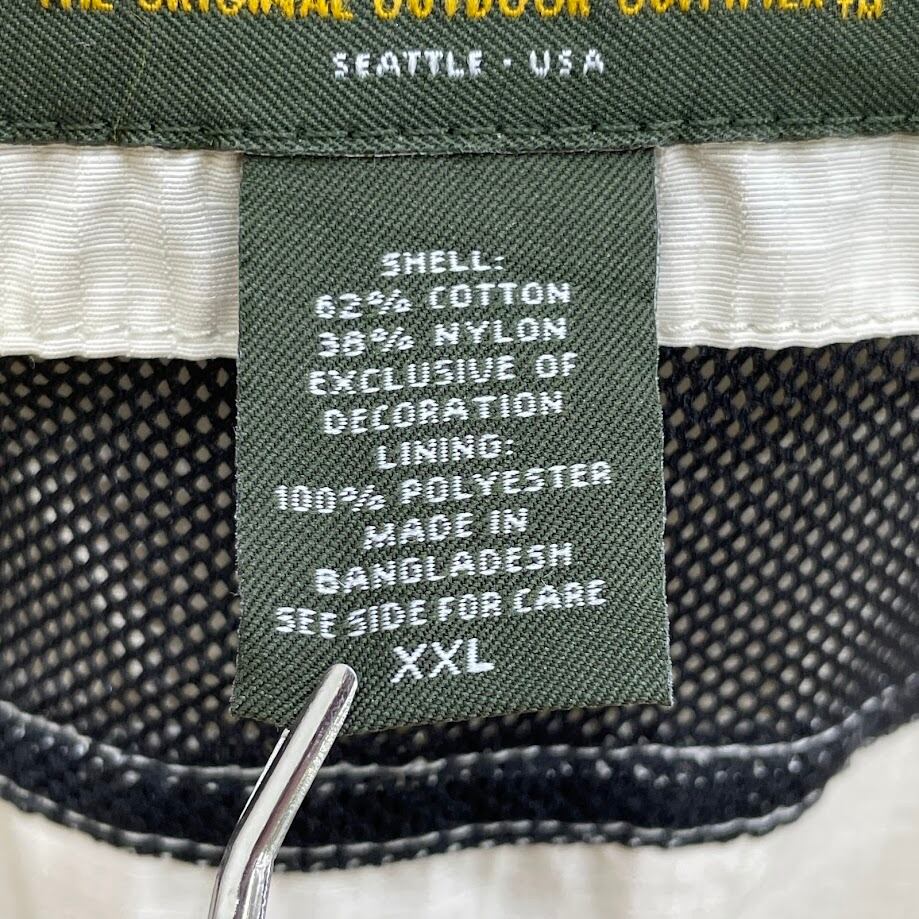 THE ORIGINAL OUTDOOR OUTFITTER™
SEATTLE · USA
SHELL:
62% COTTON
38% NYLON
EXCLUSIVE OF
DECORATION
LINING:
100% POLYESTER
MADE IN
BANGLADESH
SEE SIDE FOR CARE
XXL